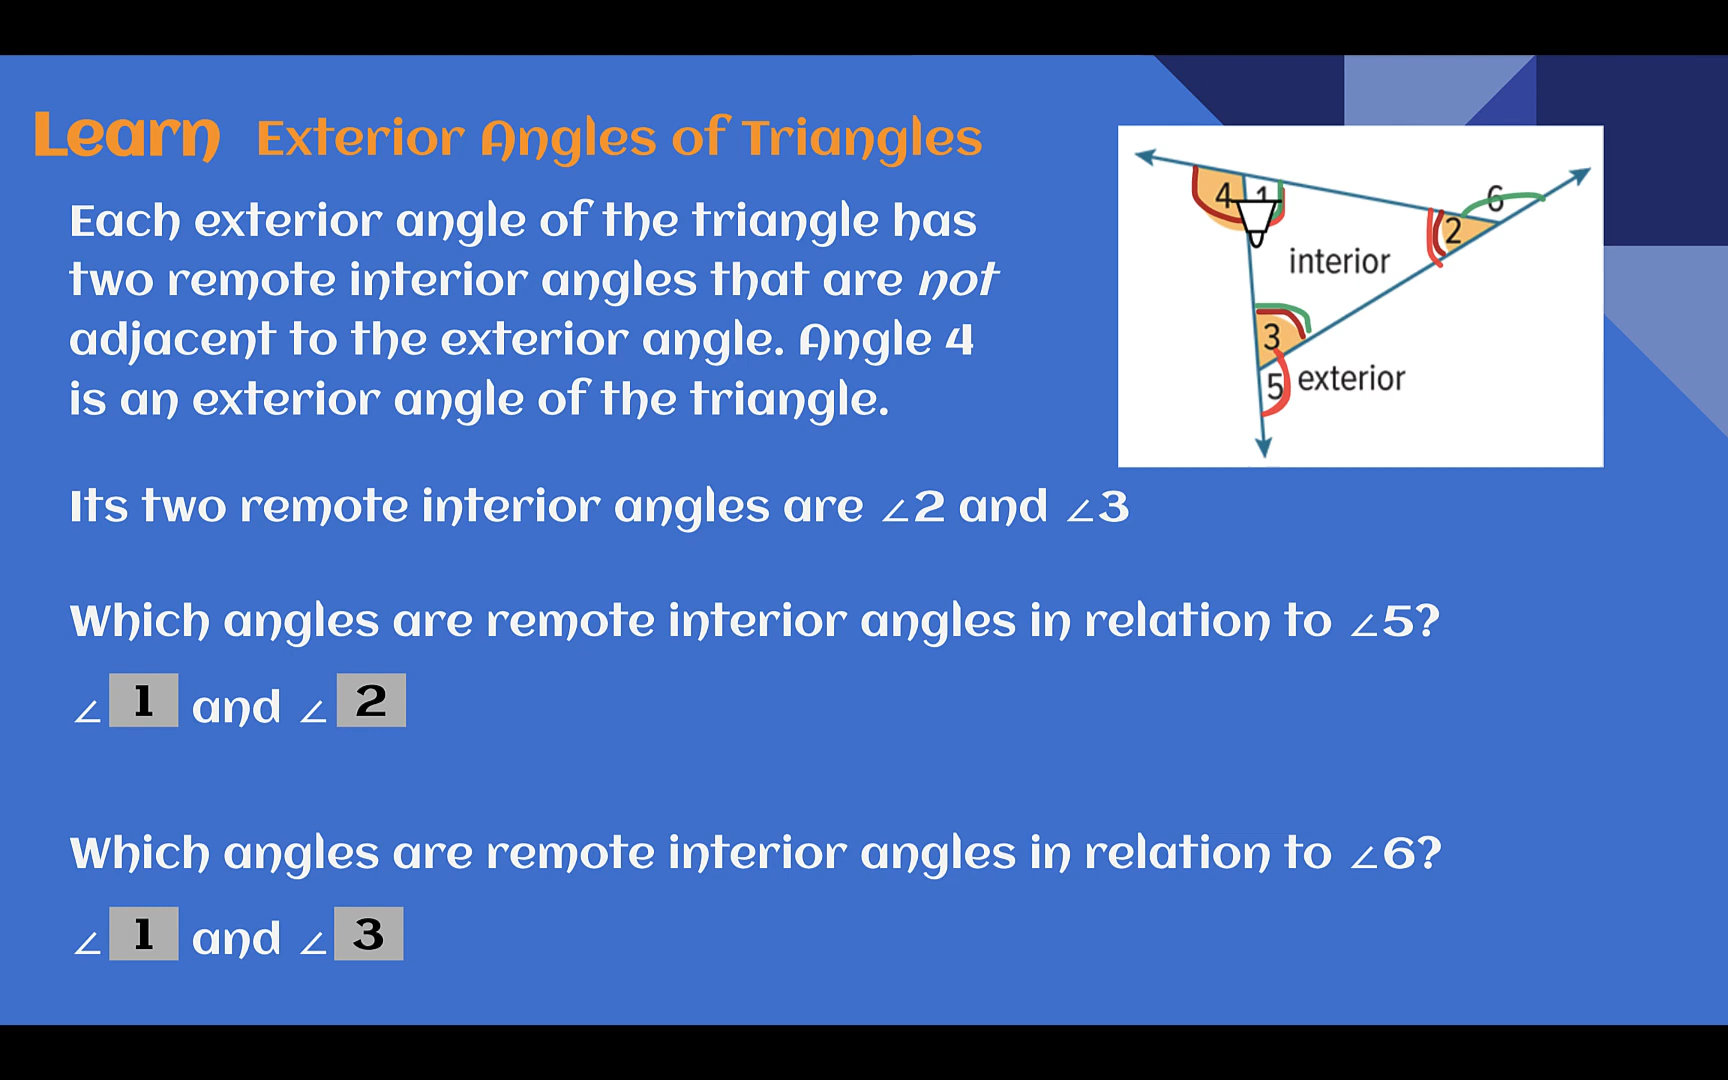 Learn Exterior Angles of Triangles
Each exterior angle of the triangle has
two remote interior angles that are not
adjacent to the exterior angle. Angle 4
is an exterior angle of the triangle.
4 1 6
2
interior
3
5 exterior
Its two remote interior angles are ∠2 and ∠3
Which angles are remote interior angles in relation to ∠5?
∠ 1 and ∠ 2
Which angles are remote interior angles in relation to ∠6?
∠ 1 and ∠ 3